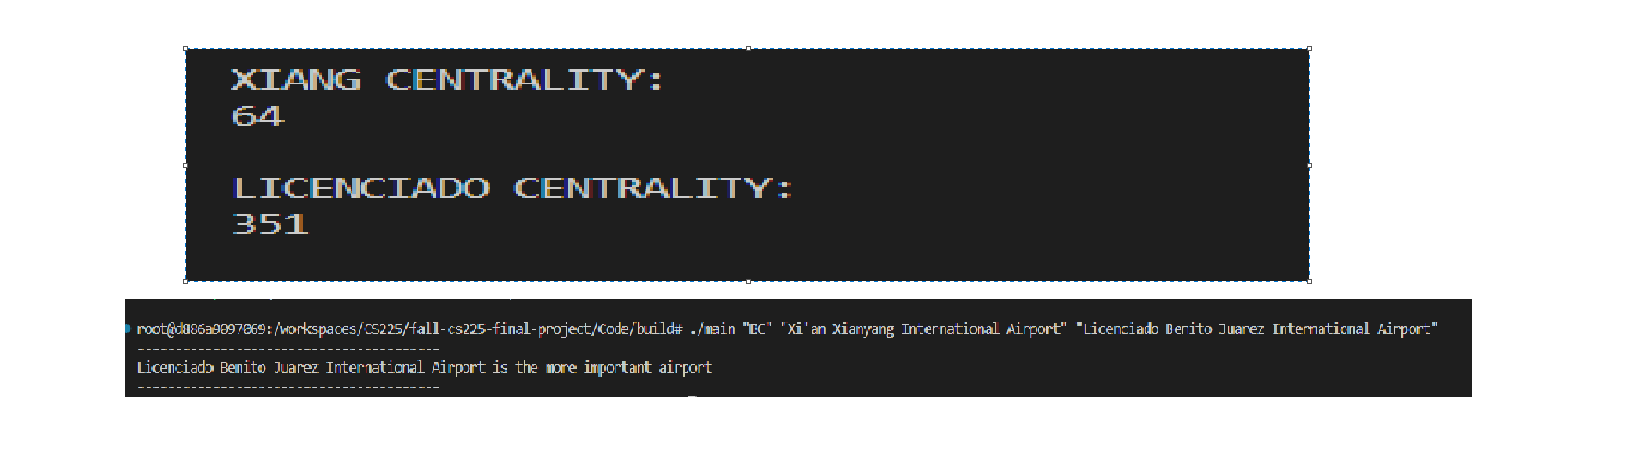 XIANG CENTRALITY:
64
LICENCIADO CENTRALITY:
351
root@d886a9097069:/workspaces/CS225/fall-cs225-final-project/Code/build# ./main "BC" "Xi'an Xianyang International Airport" "Licenciado Benito Juarez International Airport"
----------------------------------------
Licenciado Benito Juarez International Airport is the more important airport
----------------------------------------